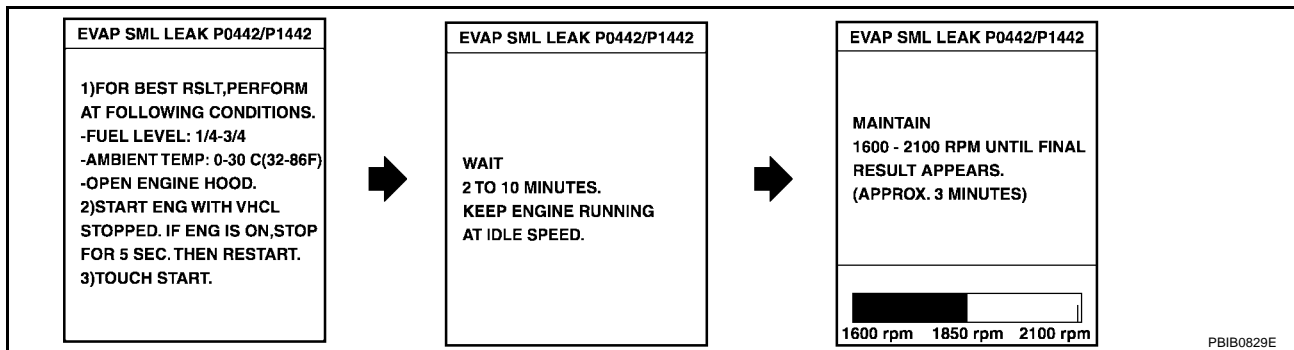 EVAP SML LEAK P0442/P1442
1)FOR BEST RSLT,PERFORM
AT FOLLOWING CONDITIONS.
-FUEL LEVEL: 1/4-3/4
-AMBIENT TEMP: 0-30 C(32-86F)
-OPEN ENGINE HOOD.
2)START ENG WITH VHCL
STOPPED. IF ENG IS ON,STOP
FOR 5 SEC. THEN RESTART.
3)TOUCH START.
EVAP SML LEAK P0442/P1442
WAIT
2 TO 10 MINUTES.
KEEP ENGINE RUNNING
AT IDLE SPEED.
EVAP SML LEAK P0442/P1442
MAINTAIN
1600 - 2100 RPM UNTIL FINAL
RESULT APPEARS.
(APPROX. 3 MINUTES)
1600 rpm 1850 rpm 2100 rpm
PBIB0829E